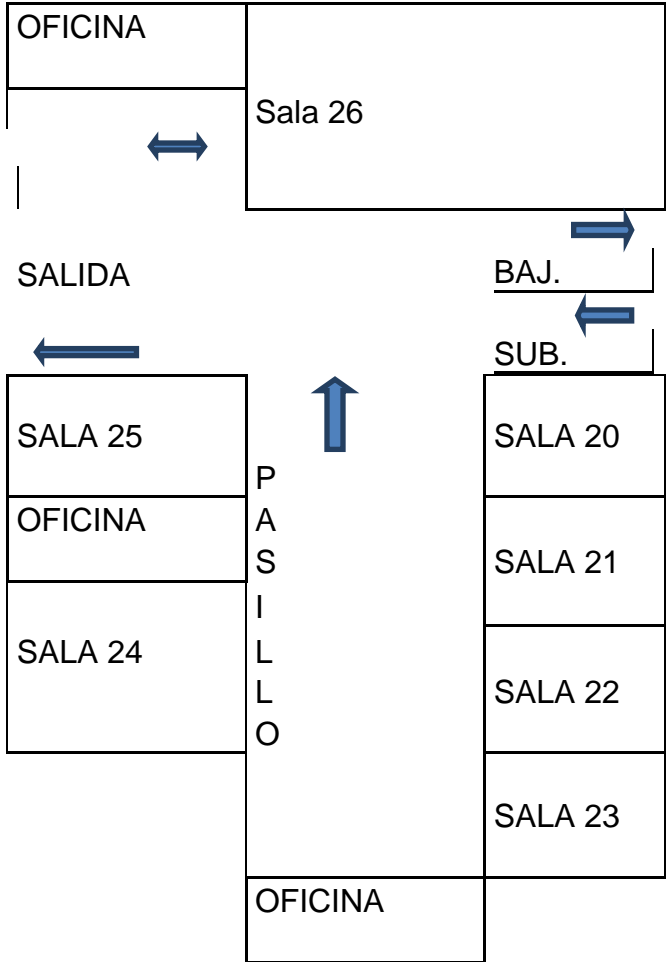 OFICINA
Sala 26
SALIDA
BAJ.
SUB.
SALA 25
SALA 20
P
A
S
I
L
L
O
OFICINA
SALA 21
SALA 24
SALA 22
SALA 23
OFICINA